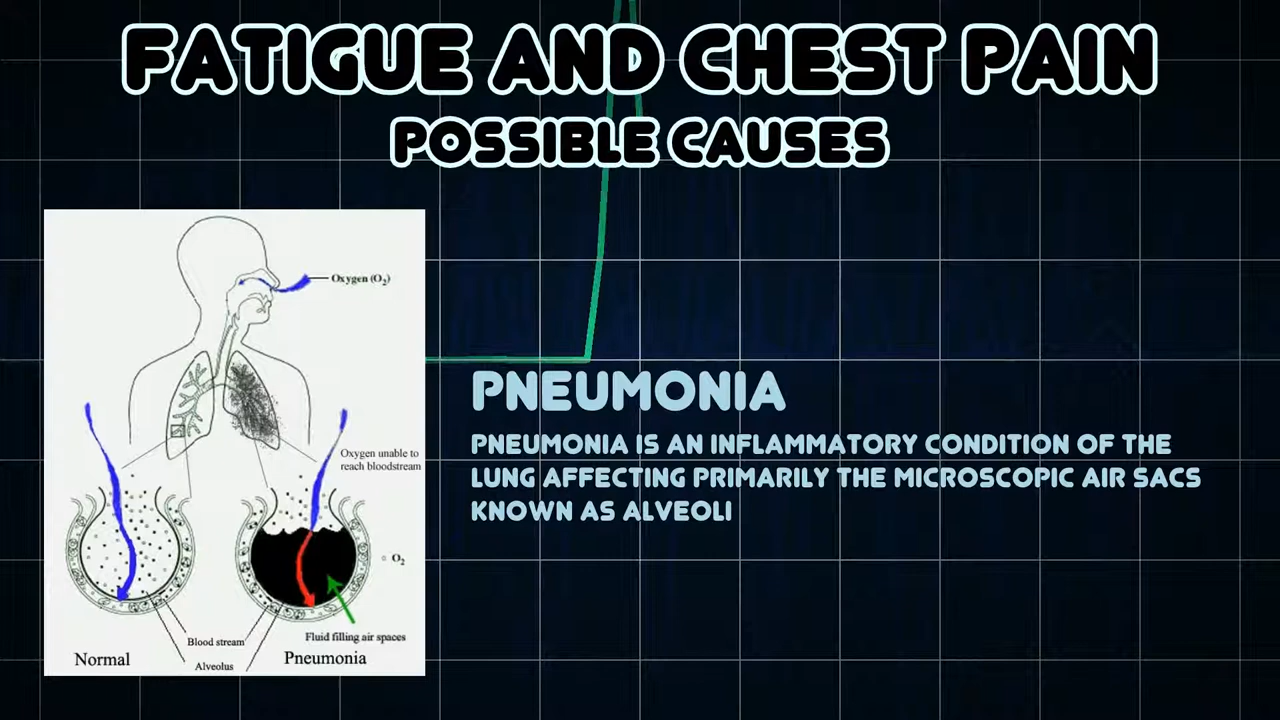 FATIGUE AND CHEST PAIN
POSSIBLE CAUSES
Oxygen (O₂)
Oxygen unable to
reach bloodstream
O₂
Blood stream
Fluid filling air spaces
Normal
Alveolus
Pneumonia
PNEUMONIA
PNEUMONIA IS AN INFLAMMATORY CONDITION OF THE
LUNG AFFECTING PRIMARILY THE MICROSCOPIC AIR SACS
KNOWN AS ALVEOLI